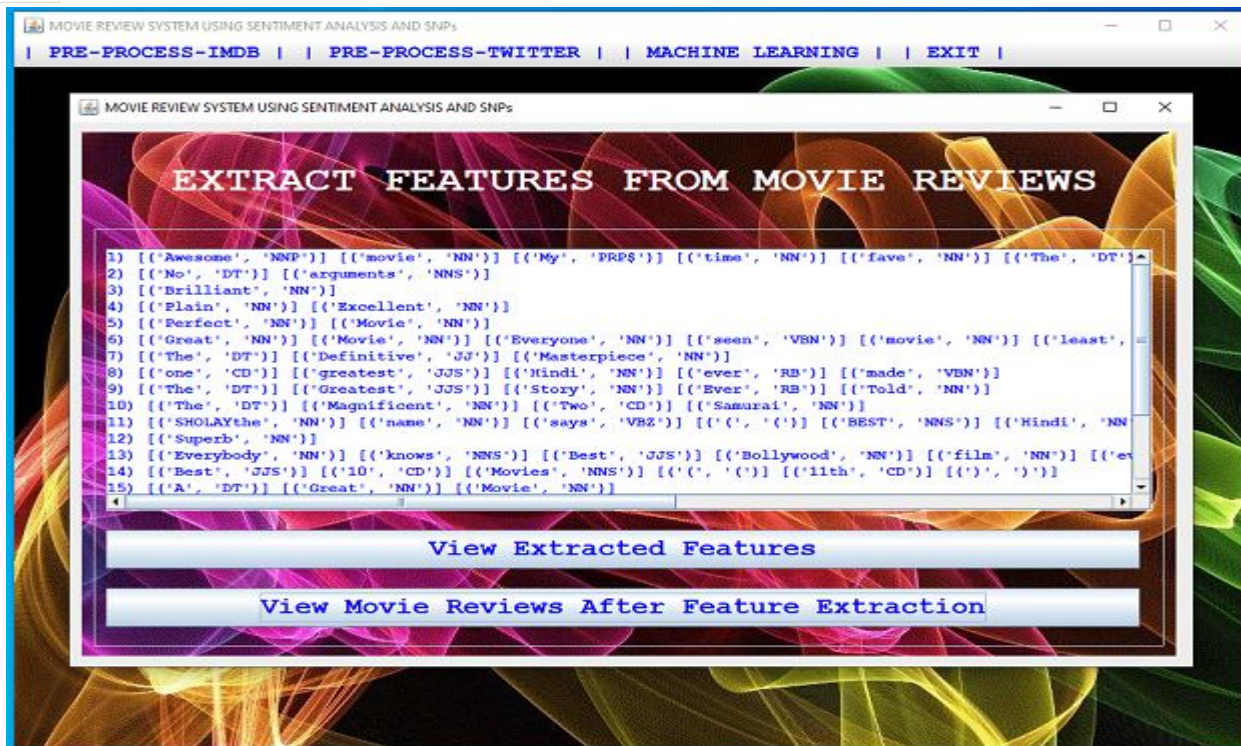 MOVIE REVIEW SYSTEM USING SENTIMENT ANALYSIS AND SNPs
| PRE-PROCESS-IMDB | | PRE-PROCESS-TWITTER | | MACHINE LEARNING | | EXIT |
MOVIE REVIEW SYSTEM USING SENTIMENT ANALYSIS AND SNPs
EXTRACT FEATURES FROM MOVIE REVIEWS
1) [('Awesome', 'NNP')] [('movie', 'NN')] [('My', 'PRP$')] [('time', 'NN')] [('fave', 'NN')] [('The', 'DT')]
2) [('No', 'DT')] [('arguments', 'NNS')]
3) [('Brilliant', 'NN')]
4) [('Plain', 'NN')] [('Excellent', 'NN')]
5) [('Perfect', 'NN')] [('Movie', 'NN')]
6) [('Great', 'NN')] [('Movie', 'NN')] [('Everyone', 'NN')] [('seen', 'VBN')] [('movie', 'NN')] [('least',
7) [('The', 'DT')] [('Definitive', 'JJ')] [('Masterpiece', 'NN')]
8) [('one', 'CD')] [('greatest', 'JJS')] [('Hindi', 'NN')] [('ever', 'RB')] [('made', 'VBN')]
9) [('The', 'DT')] [('Greatest', 'JJS')] [('Story', 'NN')] [('Ever', 'RB')] [('Told', 'NN')]
10) [('The', 'DT')] [('Magnificent', 'NN')] [('Two', 'CD')] [('Samurai', 'NN')]
11) [('SHOLAYthe', 'NN')] [('name', 'NN')] [('says', 'VBZ')] [('(', '(')] [('BEST', 'NNS')] [('Hindi', 'NN
12) [('Superb', 'NN')]
13) [('Everybody', 'NN')] [('knows', 'NNS')] [('Best', 'JJS')] [('Bollywood', 'NN')] [('film', 'NN')] [('ev
14) [('Best', 'JJS')] [('10', 'CD')] [('Movies', 'NNS')] [('(', '(')] [('11th', 'CD')] [(')', ')')]
15) [('A', 'DT')] [('Great', 'NN')] [('Movie', 'NN')]
View Extracted Features
View Movie Reviews After Feature Extraction